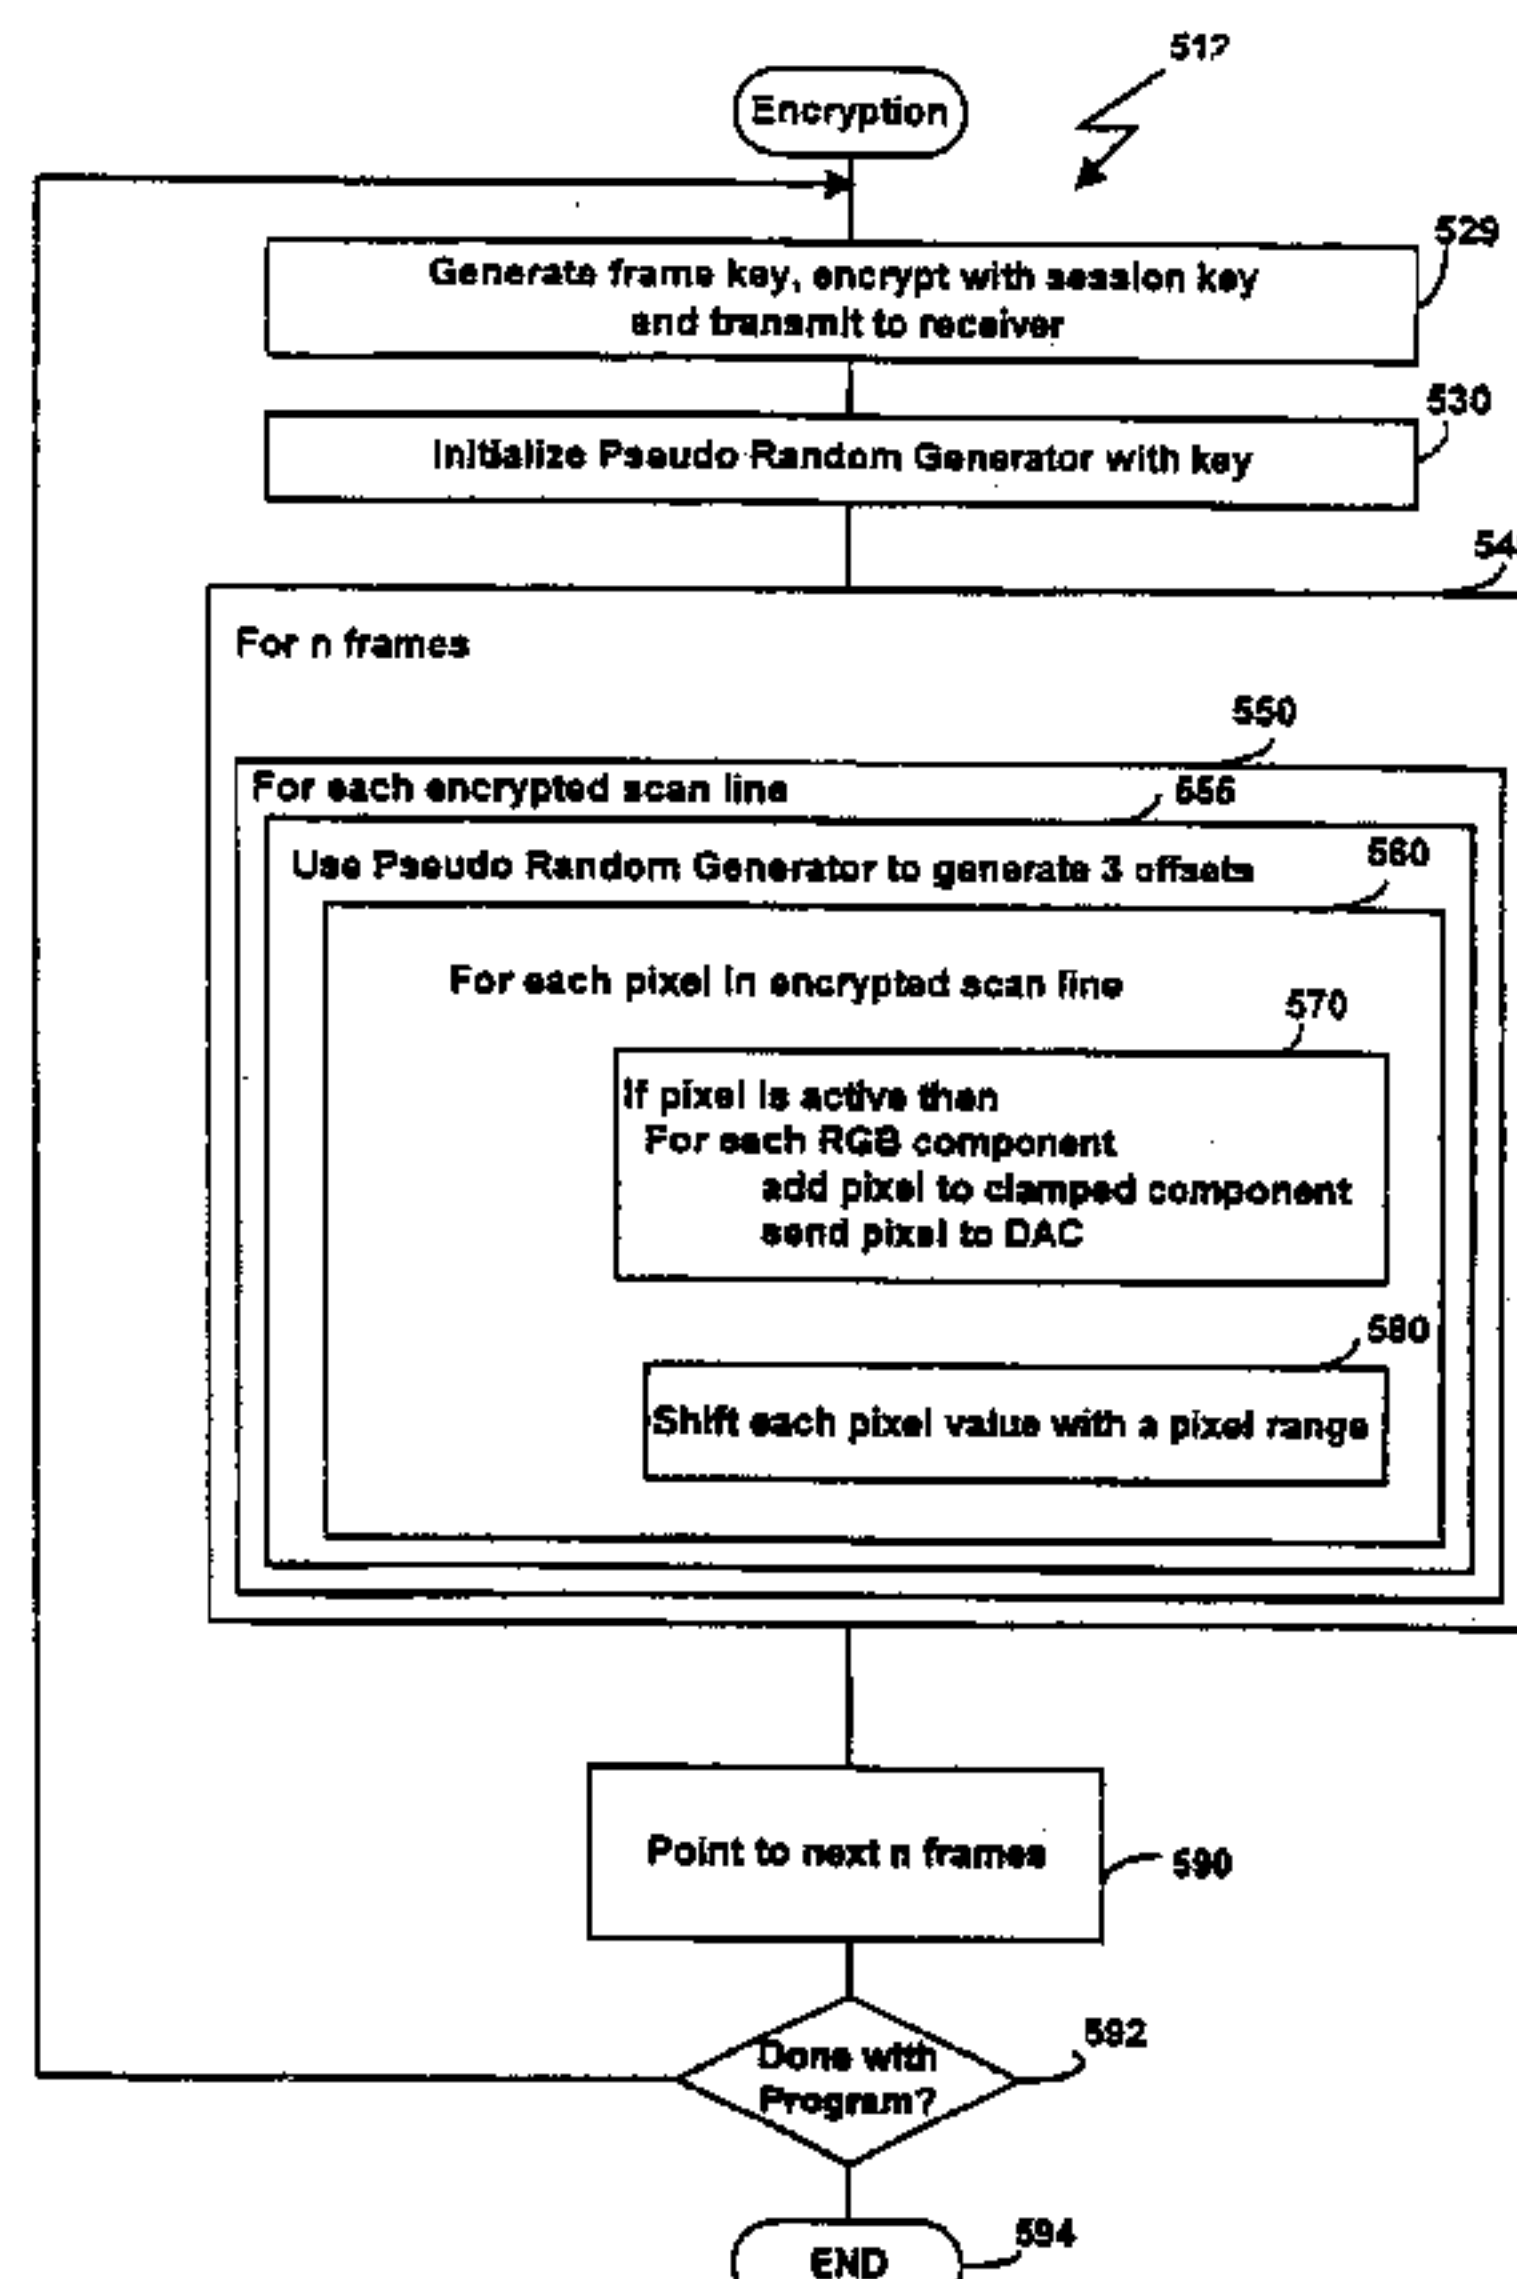 512
Encryption
529
Generate frame key, encrypt with session key
and transmit to receiver
530
Initialize Pseudo Random Generator with key
54
For n frames
550
For each encrypted scan line
555
Use Pseudo Random Generator to generate 3 offsets
560
For each pixel in encrypted scan line
570
If pixel is active then
For each RGB component
add pixel to clamped component
send pixel to DAC
580
Shift each pixel value with a pixel range
Point to next n frames
590
592
Done with
Program?
594
END